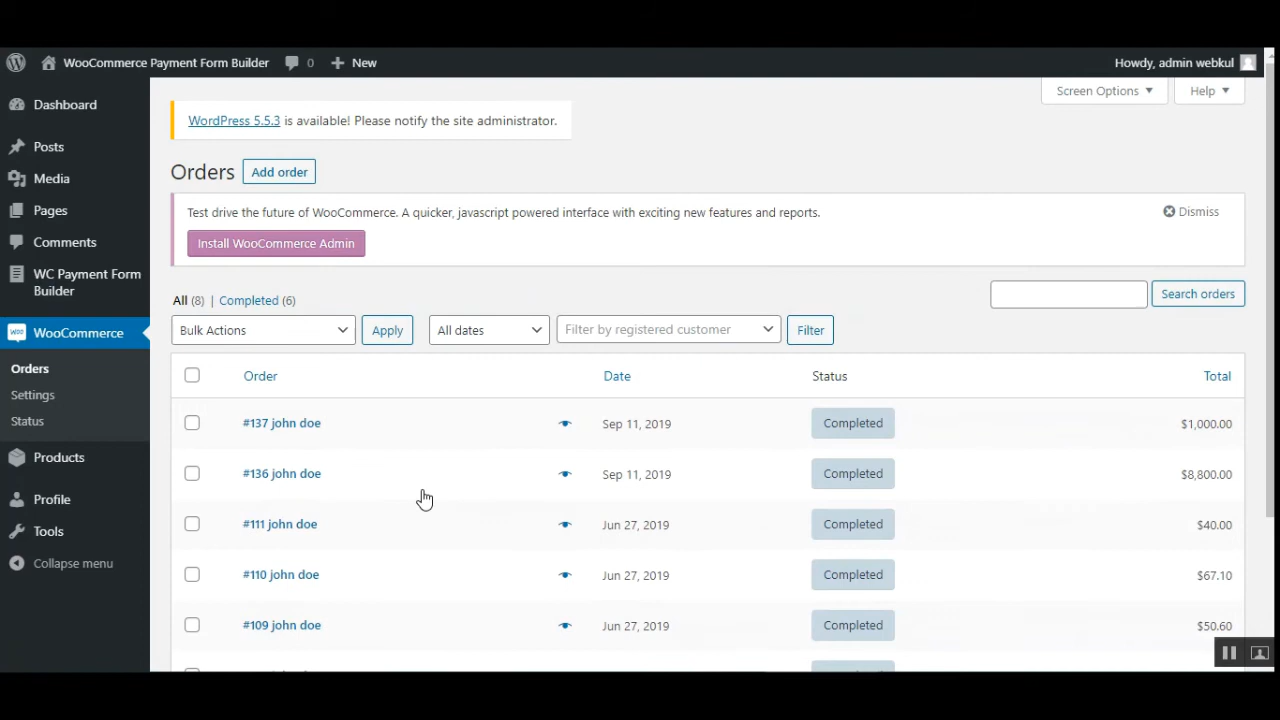 WooCommerce Payment Form Builder 0 New Howdy, admin webkul
Screen Options Help
Dashboard
Posts
Media
Pages
Comments
WC Payment Form
Builder
WooCommerce
Orders
Settings
Status
Products
Profile
Tools
Collapse menu
WordPress 5.5.3 is available! Please notify the site administrator.
Orders Add order
Test drive the future of WooCommerce. A quicker, javascript powered interface with exciting new features and reports. Dismiss
Install WooCommerce Admin
All (8) | Completed (6) Search orders
Bulk Actions Apply All dates Filter by registered customer Filter
Order Date Status Total
#137 john doe Sep 11, 2019 Completed $1,000.00
#136 john doe Sep 11, 2019 Completed $8,800.00
#111 john doe Jun 27, 2019 Completed $40.00
#110 john doe Jun 27, 2019 Completed $67.10
#109 john doe Jun 27, 2019 Completed $50.60